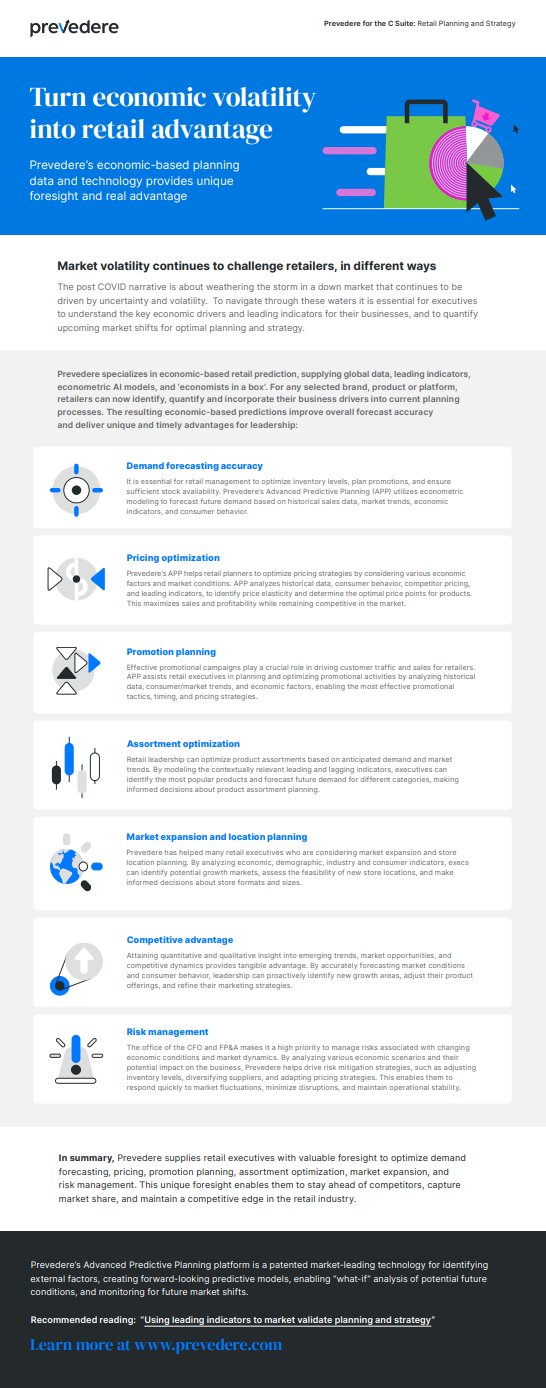 prevedere
Prevedere for the C Suite: Retail Planning and Strategy
Turn economic volatility
into retail advantage
Prevedere's economic-based planning
data and technology provides unique
foresight and real advantage
Market volatility continues to challenge retailers, in different ways
The post COVID narrative is about weathering the storm in a down market that continues to be
driven by uncertainty and volatility. To navigate through these waters it is essential for executives
to understand the key economic drivers and leading indicators for their businesses, and to quantify
upcoming market shifts for optimal planning and strategy.
Prevedere specializes in economic-based retail prediction, supplying global data, leading indicators,
econometric AI models, and 'economists in a box'. For any selected brand, product or platform,
retailers can now identify, quantify and incorporate their business drivers into current planning
processes. The resulting economic-based predictions improve overall forecast accuracy
and deliver unique and timely advantages for leadership:
Demand forecasting accuracy
It is essential for retail management to optimize inventory levels, plan promotions, and ensure
sufficient stock availability. Prevedere's Advanced Predictive Planning (APP) utilizes econometric
modeling to forecast future demand based on historical sales data, market trends, economic
indicators, and consumer behavior.
Pricing optimization
Prevedere's APP helps retail planners to optimize pricing strategies by considering various economic
factors and market conditions. APP analyzes historical data, consumer behavior, competitor pricing,
and leading indicators, to identify price elasticity and determine the optimal price points for products.
This maximizes sales and profitability while remaining competitive in the market.
Promotion planning
Effective promotional campaigns play a crucial role in driving customer traffic and sales for retailers.
APP assists retail executives in planning and optimizing promotional activities by analyzing historical
data, consumer/market trends, and economic factors, enabling the most effective promotional
tactics, timing, and pricing strategies.
Assortment optimization
Retail leadership can optimize product assortments based on anticipated demand and market
trends. By modeling the contextually relevant leading and lagging indicators, executives can
identify the most popular products and forecast future demand for different categories, making
informed decisions about product assortment planning.
Market expansion and location planning
Prevedere has helped many retail executives who are considering market expansion and store
location planning. By analyzing economic, demographic, industry and consumer indicators, execs
can identify potential growth markets, assess the feasibility of new store locations, and make
informed decisions about store formats and sizes.
Competitive advantage
Attaining quantitative and qualitative insight into emerging trends, market opportunities, and
competitive dynamics provides tangible advantage. By accurately forecasting market conditions
and consumer behavior, leadership can proactively identify new growth areas, adjust their product
offerings, and refine their marketing strategies.
Risk management
The office of the CFO and FP&A makes it a high priority to manage risks associated with changing
economic conditions and market dynamics. By analyzing various economic scenarios and their
potential impact on the business, Prevedere helps drive risk mitigation strategies, such as adjusting
inventory levels, diversifying suppliers, and adapting pricing strategies. This enables them to
respond quickly to market fluctuations, minimize disruptions, and maintain operational stability.
In summary, Prevedere supplies retail executives with valuable foresight to optimize demand
forecasting, pricing, promotion planning, assortment optimization, market expansion, and
risk management. This unique foresight enables them to stay ahead of competitors, capture
market share, and maintain a competitive edge in the retail industry.
Prevedere's Advanced Predictive Planning platform is a patented market-leading technology for identifying
external factors, creating forward-looking predictive models, enabling "what-if" analysis of potential future
conditions, and monitoring for future market shifts.
Recommended reading: "Using leading indicators to market validate planning and strategy"
Learn more at www.prevedere.com